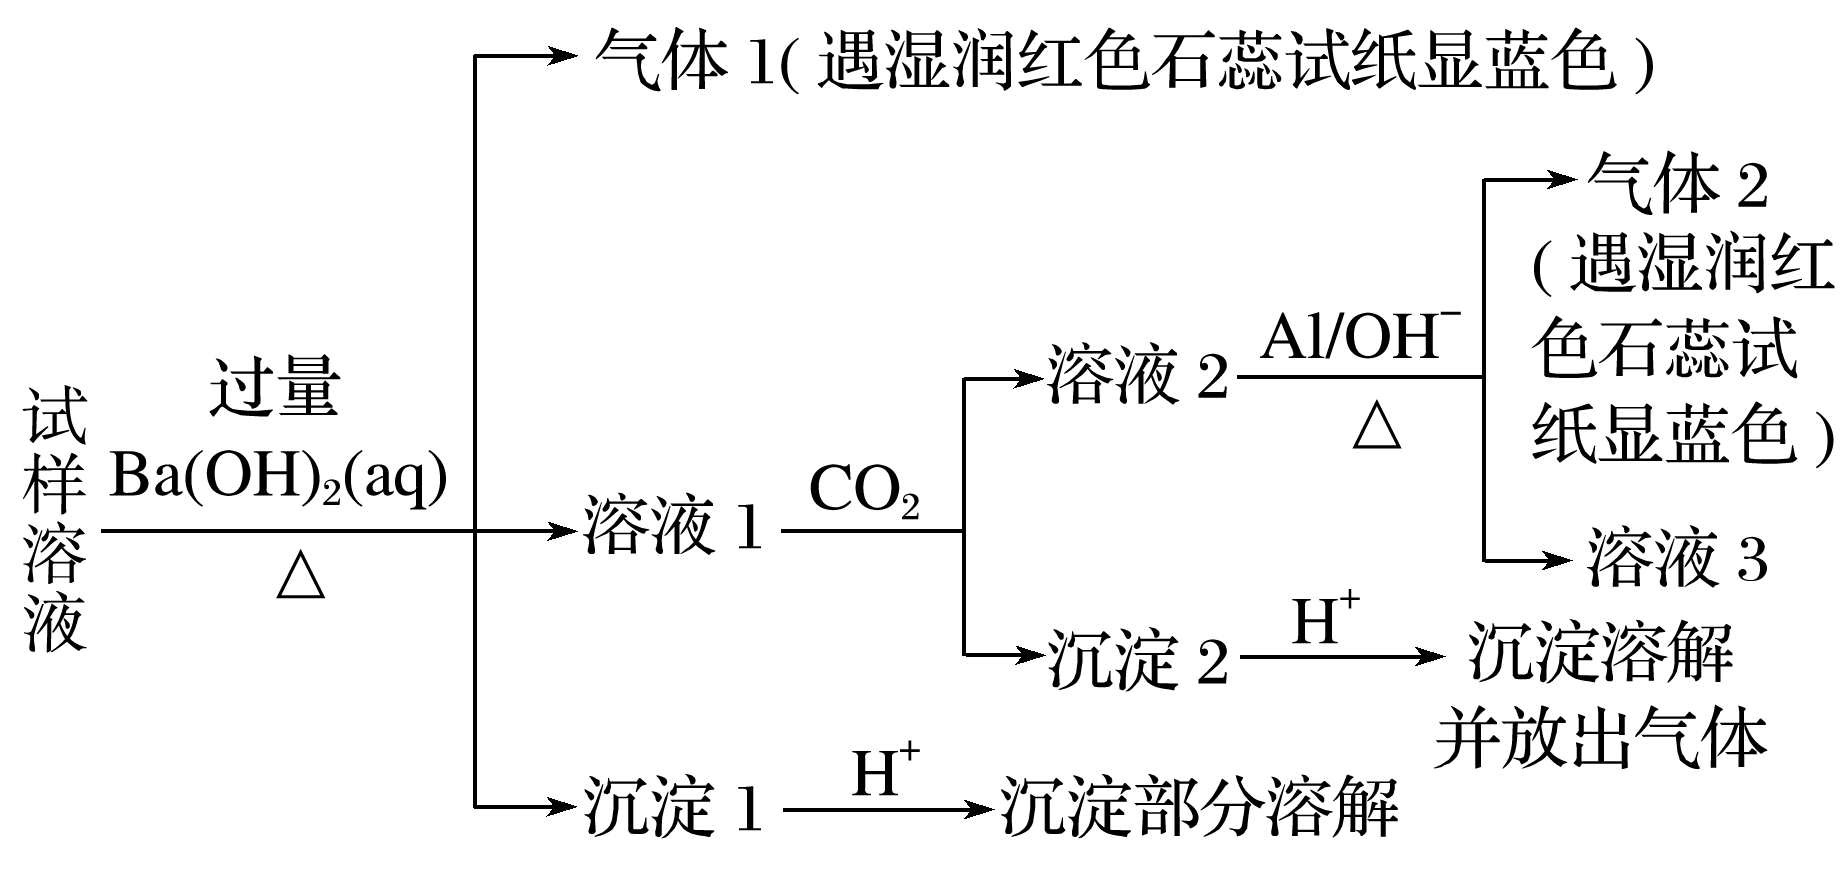 气体 1( 遇湿润红色石蕊试纸显蓝色 )
气体 2
( 遇湿润红
色石蕊试
纸显蓝色 )
Al/OH⁻
△
溶液 2
过量
Ba(OH)₂(aq)
△
试样溶液
溶液 1
CO₂
溶液 3
沉淀 2
H⁺
沉淀溶解
并放出气体
沉淀 1
H⁺
沉淀部分溶解